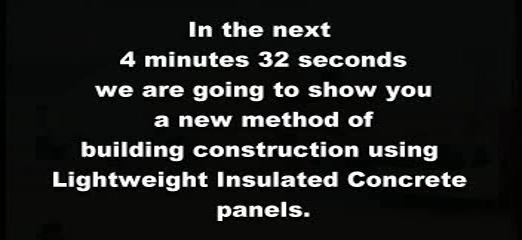 In the next
4 minutes 32 seconds
we are going to show you
a new method of
building construction using
Lightweight Insulated Concrete
panels.